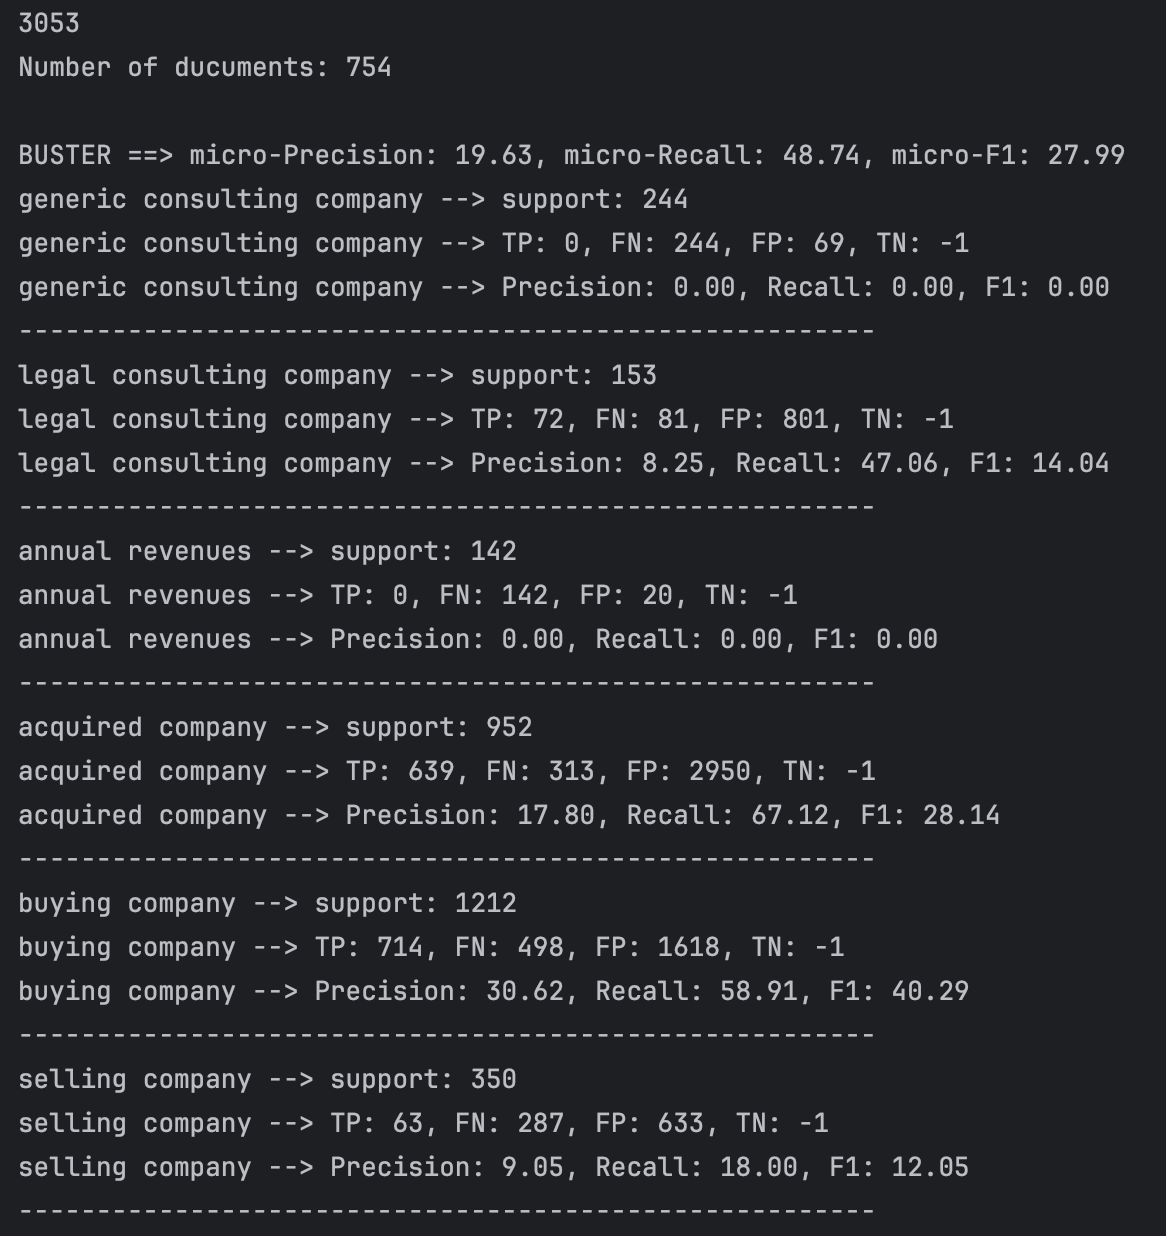 3053
Number of ducuments: 754
BUSTER ==> micro-Precision: 19.63, micro-Recall: 48.74, micro-F1: 27.99
generic consulting company --> support: 244
generic consulting company --> TP: 0, FN: 244, FP: 69, TN: -1
generic consulting company --> Precision: 0.00, Recall: 0.00, F1: 0.00
-------------------------------------------------------
legal consulting company --> support: 153
legal consulting company --> TP: 72, FN: 81, FP: 801, TN: -1
legal consulting company --> Precision: 8.25, Recall: 47.06, F1: 14.04
-------------------------------------------------------
annual revenues --> support: 142
annual revenues --> TP: 0, FN: 142, FP: 20, TN: -1
annual revenues --> Precision: 0.00, Recall: 0.00, F1: 0.00
-------------------------------------------------------
acquired company --> support: 952
acquired company --> TP: 639, FN: 313, FP: 2950, TN: -1
acquired company --> Precision: 17.80, Recall: 67.12, F1: 28.14
-------------------------------------------------------
buying company --> support: 1212
buying company --> TP: 714, FN: 498, FP: 1618, TN: -1
buying company --> Precision: 30.62, Recall: 58.91, F1: 40.29
-------------------------------------------------------
selling company --> support: 350
selling company --> TP: 63, FN: 287, FP: 633, TN: -1
selling company --> Precision: 9.05, Recall: 18.00, F1: 12.05
-------------------------------------------------------